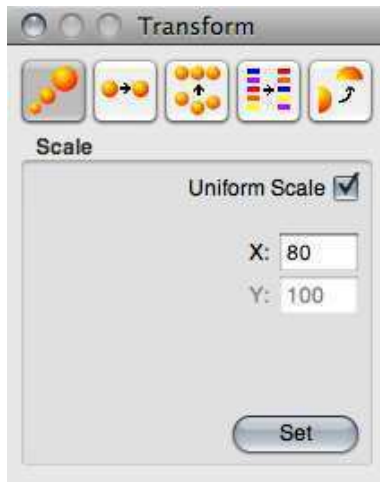 Transform
Scale
Uniform Scale
X: 80
Y: 100
Set